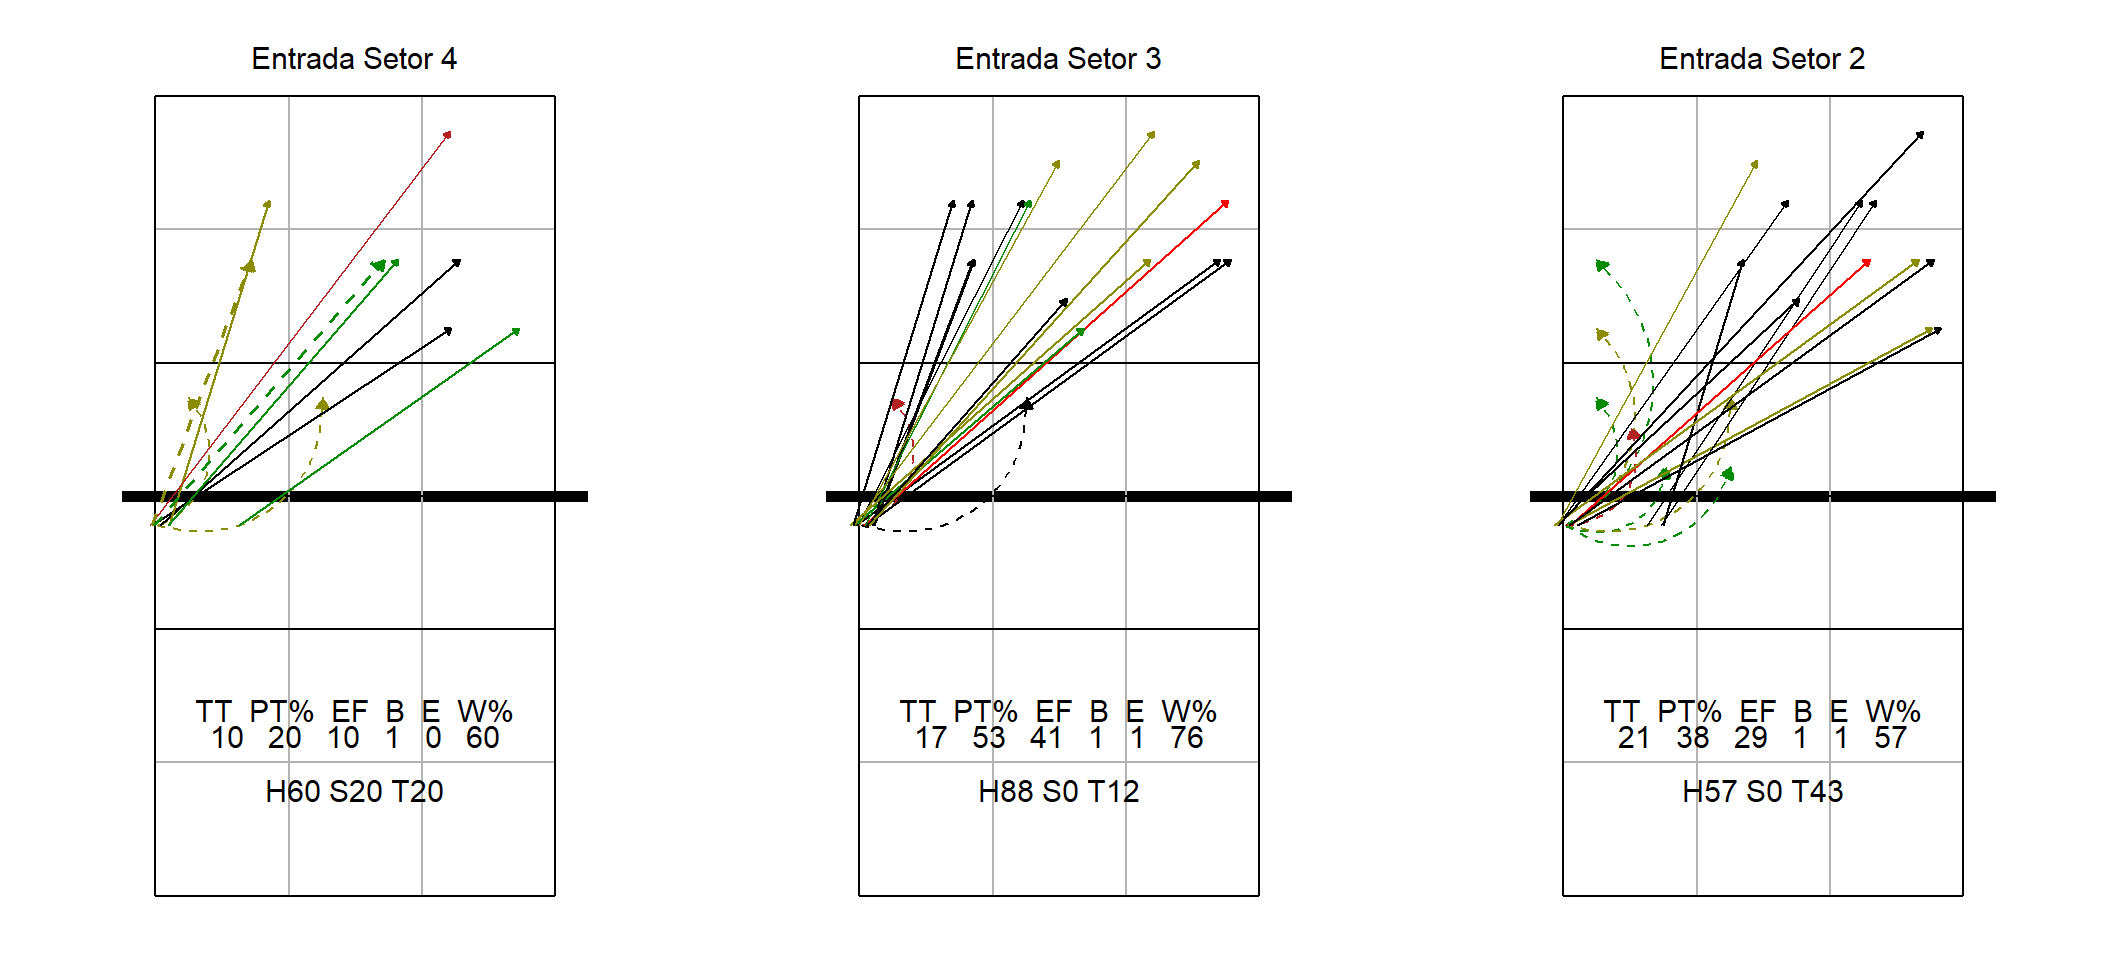 Entrada Setor 4
TT PT% EF B E W%
10 20 10 1 0 60
H60 S20 T20
Entrada Setor 3
TT PT% EF B E W%
17 53 41 1 1 76
H88 S0 T12
Entrada Setor 2
TT PT% EF B E W%
21 38 29 1 1 57
H57 S0 T43